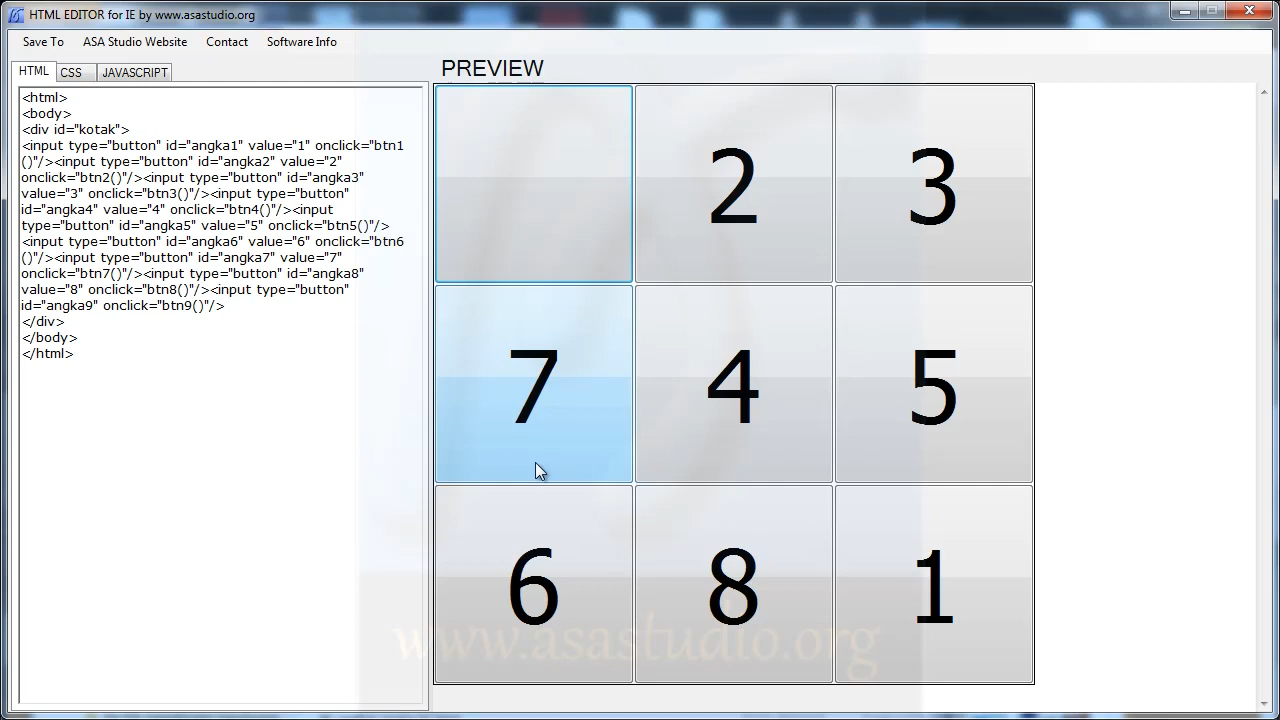 HTML EDITOR for IE by www.asastudio.org
Save To ASA Studio Website Contact Software Info
HTML CSS JAVASCRIPT
PREVIEW
<html>
<body>
<div id="kotak">
<input type="button" id="angka1" value="1" onclick="btn1
()"/><input type="button" id="angka2" value="2"
onclick="btn2()"/><input type="button" id="angka3"
value="3" onclick="btn3()"/><input type="button"
id="angka4" value="4" onclick="btn4()"/><input
type="button" id="angka5" value="5" onclick="btn5()"/>
<input type="button" id="angka6" value="6" onclick="btn6
()"/><input type="button" id="angka7" value="7"
onclick="btn7()"/><input type="button" id="angka8"
value="8" onclick="btn8()"/><input type="button"
id="angka9" onclick="btn9()"/>
</div>
</body>
</html>
2 3
7 4 5
6 8 1
www.asastudio.org